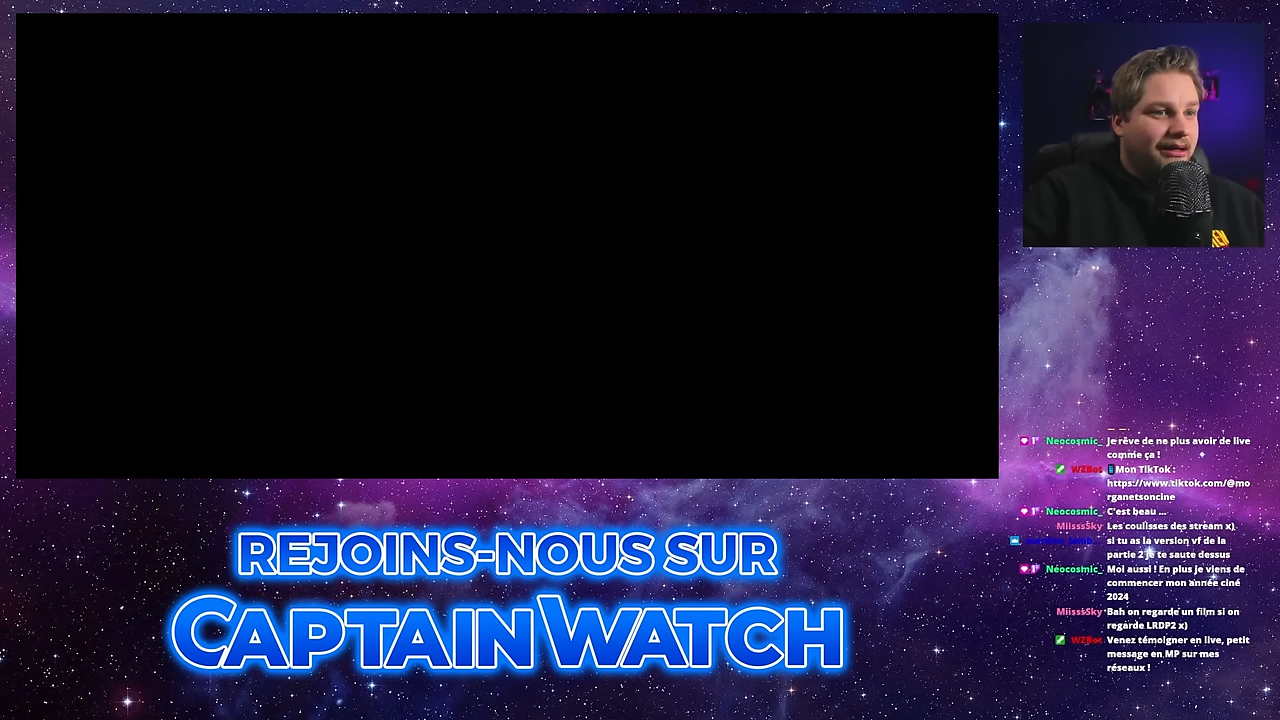 1ᵉʳ Neocosmic_ Je rêve de ne plus avoir de live
comme ça !
WZBot 📱Mon TikTok :
https://www.tiktok.com/@mo
rganetsoncine
Neocosmic_ C'est beau ...
MiisssSky Les coulisses des stream x)
si tu as la version vf de la
partie 2 je te saute dessus
Neocosmic_ Moi aussi ! En plus je viens de
commencer mon année ciné
2024
MiisssSky Bah on regarde un film si on
regarde LRDP2 x)
WZBot Venez témoigner en live, petit
message en MP sur mes
réseaux !
REJOINS-NOUS SUR
CAPTAINWATCH